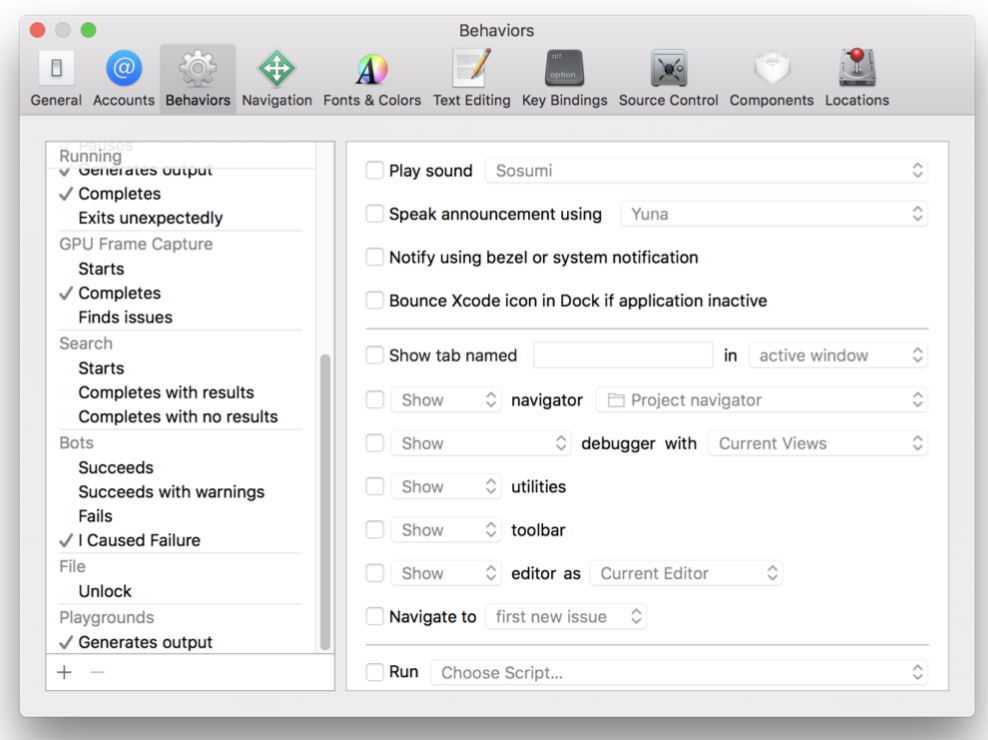 Behaviors
General Accounts Behaviors Navigation Fonts & Colors Text Editing Key Bindings Source Control Components Locations
alt
option
Pauses
Running
Generates output
Completes
Exits unexpectedly
GPU Frame Capture
Starts
Completes
Finds issues
Search
Starts
Completes with results
Completes with no results
Bots
Succeeds
Succeeds with warnings
Fails
I Caused Failure
File
Unlock
Playgrounds
Generates output
Play sound Sosumi
Speak announcement using Yuna
Notify using bezel or system notification
Bounce Xcode icon in Dock if application inactive
Show tab named in active window
Show navigator Project navigator
Show debugger with Current Views
Show utilities
Show toolbar
Show editor as Current Editor
Navigate to first new issue
Run Choose Script...